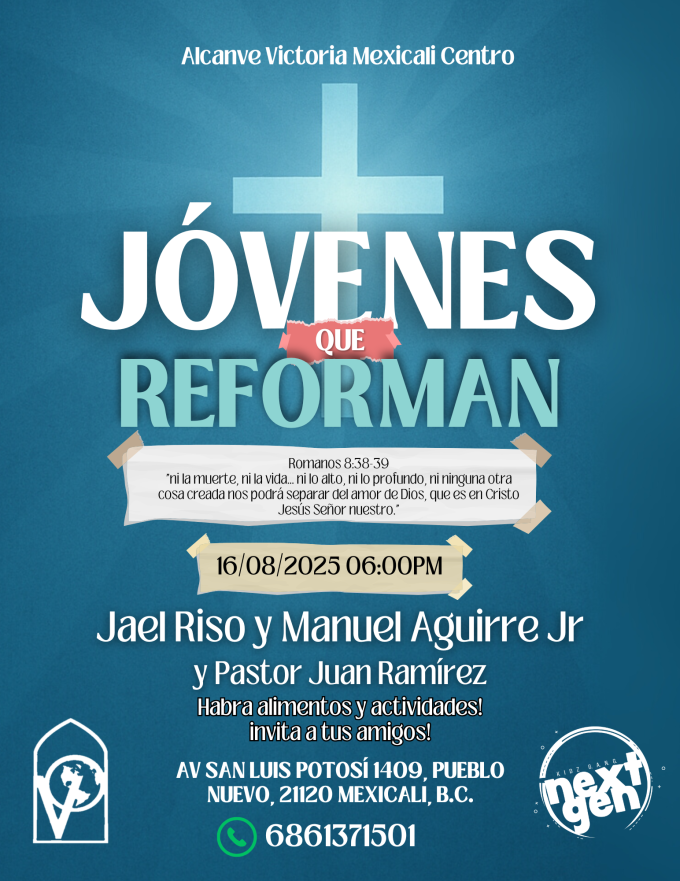 Alcanve Victoria Mexicali Centro
JÓVENES
QUE
REFORMAN
Romanos 8:38-39
"ni la muerte, ni la vida... ni lo alto, ni lo profundo, ni ninguna otra
cosa creada nos podrá separar del amor de Dios, que es en Cristo
Jesús Señor nuestro."
16/08/2025 06:00PM
Jael Riso y Manuel Aguirre Jr
y Pastor Juan Ramírez
Habra alimentos y actividades!
invita a tus amigos!
AV SAN LUIS POTOSÍ 1409, PUEBLO
NUEVO, 21120 MEXICALI, B.C.
6861371501
V
KIDZ GANG
next
gen